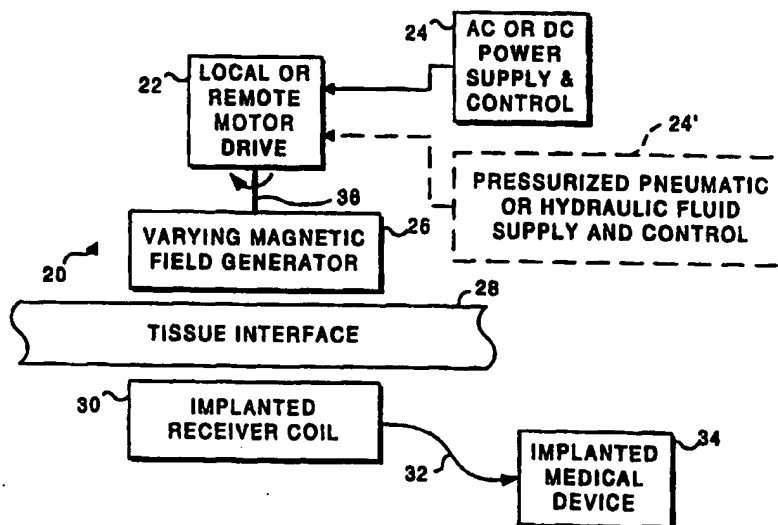 24
AC OR DC
POWER
SUPPLY &
CONTROL
22
LOCAL OR
REMOTE
MOTOR
DRIVE
24'
PRESSURIZED PNEUMATIC
OR HYDRAULIC FLUID
SUPPLY AND CONTROL
36
26
VARYING MAGNETIC
FIELD GENERATOR
20
28
TISSUE INTERFACE
30
IMPLANTED
RECEIVER COIL
32
34
IMPLANTED
MEDICAL
DEVICE